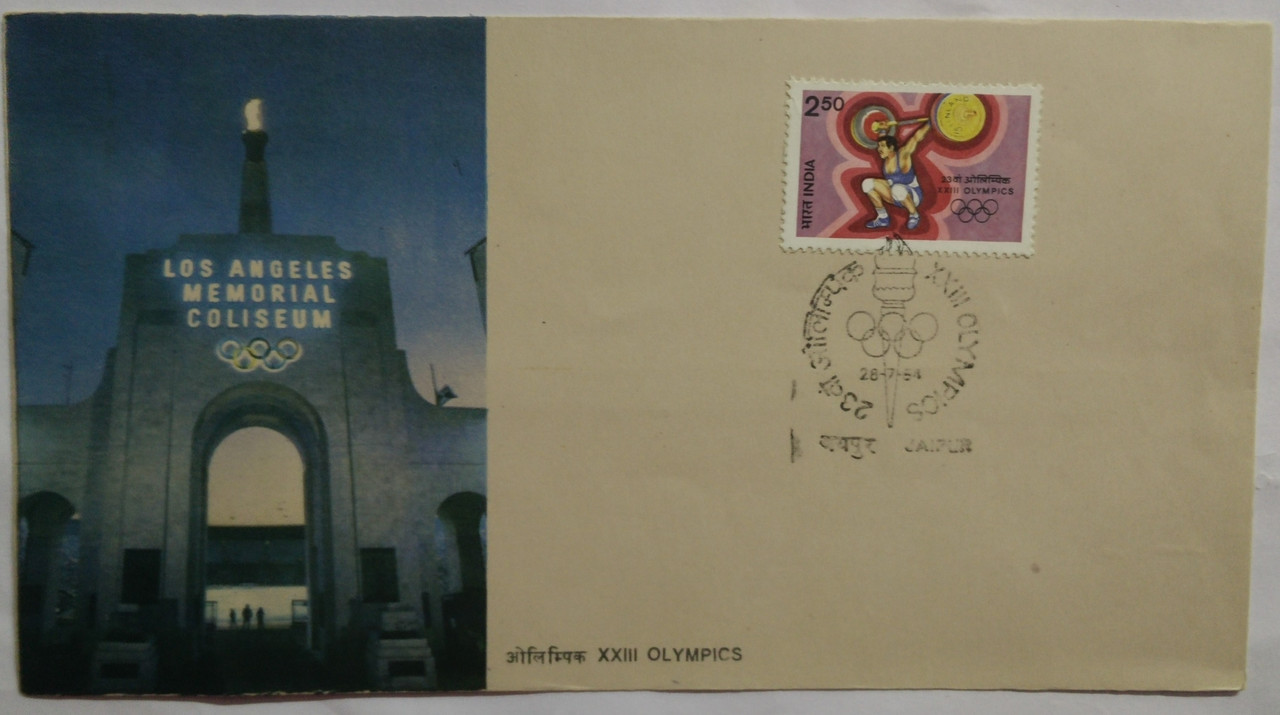 LOS ANGELES
MEMORIAL
COLISEUM
2.50
भारत INDIA
23वां ओलिम्पिक
XXIII OLYMPICS
23वां ओलिम्पिक XXIII OLYMPICS
28-7-84
जयपुर JAIPUR
ओलिम्पिक XXIII OLYMPICS